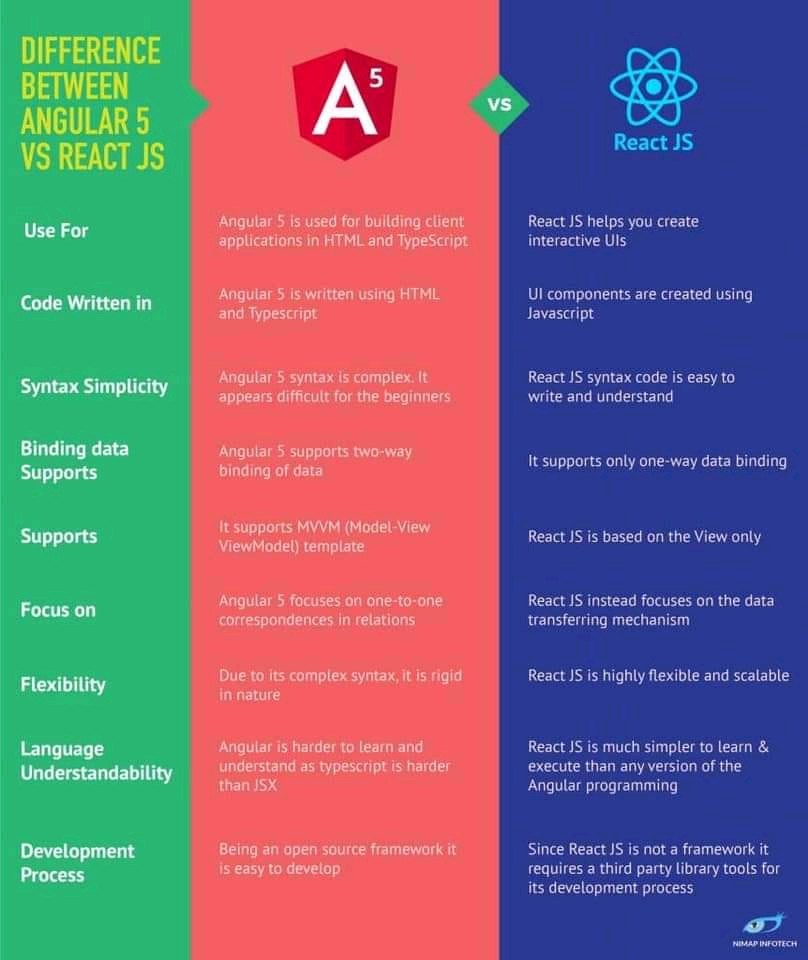 DIFFERENCE
BETWEEN
ANGULAR 5
VS REACT JS
A 5
VS
React JS
Use For
Angular 5 is used for building client
applications in HTML and TypeScript
React JS helps you create
interactive UIs
Code Written in
Angular 5 is written using HTML
and Typescript
UI components are created using
Javascript
Syntax Simplicity
Angular 5 syntax is complex. It
appears difficult for the beginners
React JS syntax code is easy to
write and understand
Binding data
Supports
Angular 5 supports two-way
binding of data
It supports only one-way data binding
Supports
It supports MVVM (Model-View
ViewModel) template
React JS is based on the View only
Focus on
Angular 5 focuses on one-to-one
correspondences in relations
React JS instead focuses on the data
transferring mechanism
Flexibility
Due to its complex syntax, it is rigid
in nature
React JS is highly flexible and scalable
Language
Understandability
Angular is harder to learn and
understand as typescript is harder
than JSX
React JS is much simpler to learn &
execute than any version of the
Angular programming
Development
Process
Being an open source framework it
is easy to develop
Since React JS is not a framework it
requires a third party library tools for
its development process
NIMAP INFOTECH